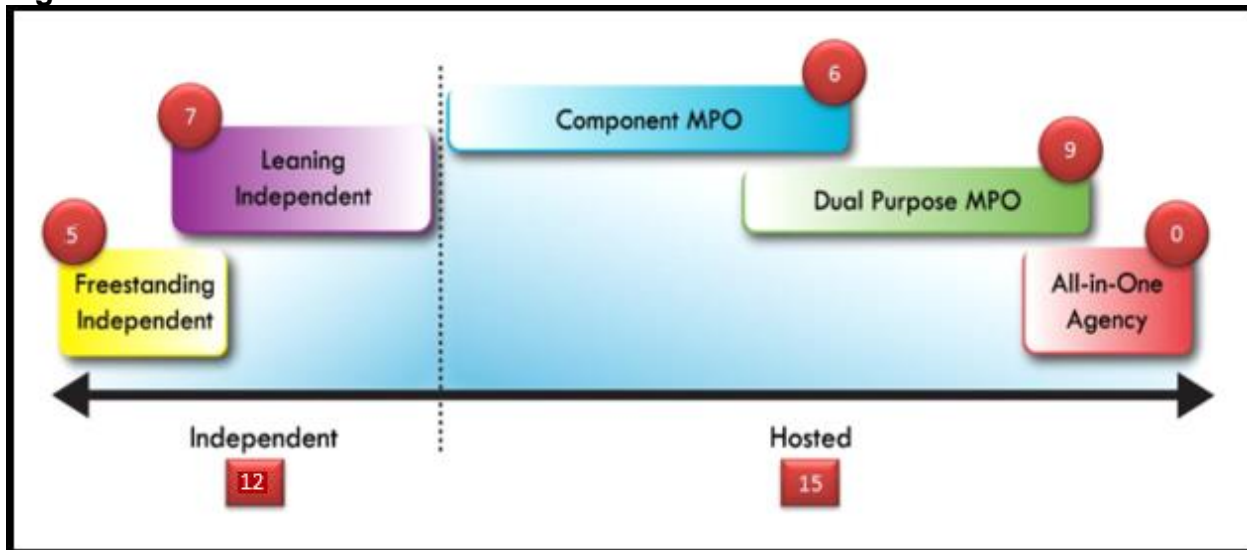 6
7
Component MPO
9
Leaning
Independent
Dual Purpose MPO
5
0
Freestanding
Independent
All-in-One
Agency
Independent
Hosted
12
15